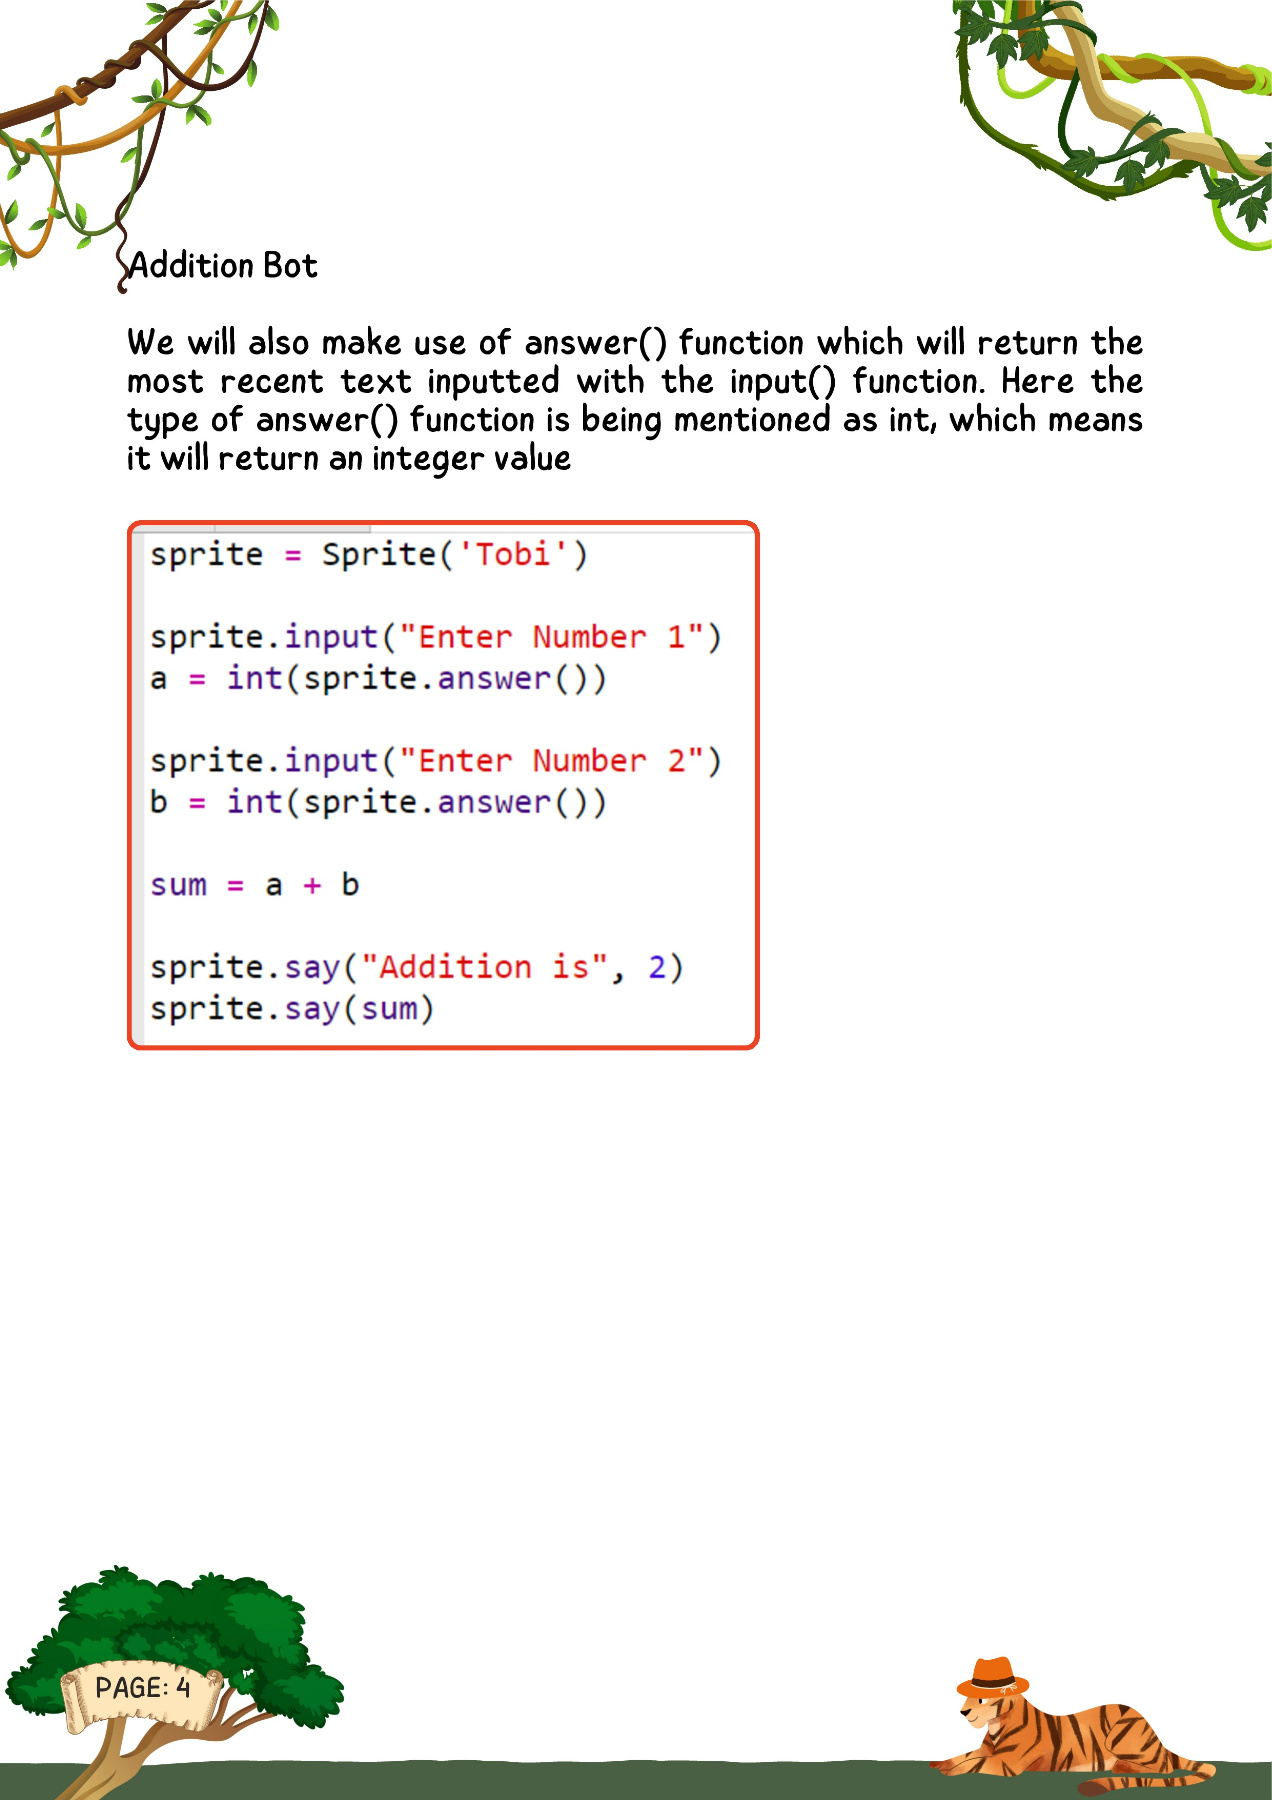 Addition Bot
We will also make use of answer() function which will return the
most recent text inputted with the input() function. Here the
type of answer() function is being mentioned as int, which means
it will return an integer value
sprite = Sprite('Tobi')
sprite.input("Enter Number 1")
a = int(sprite.answer())
sprite.input("Enter Number 2")
b = int(sprite.answer())
sum = a + b
sprite.say("Addition is", 2)
sprite.say(sum)
PAGE: 4